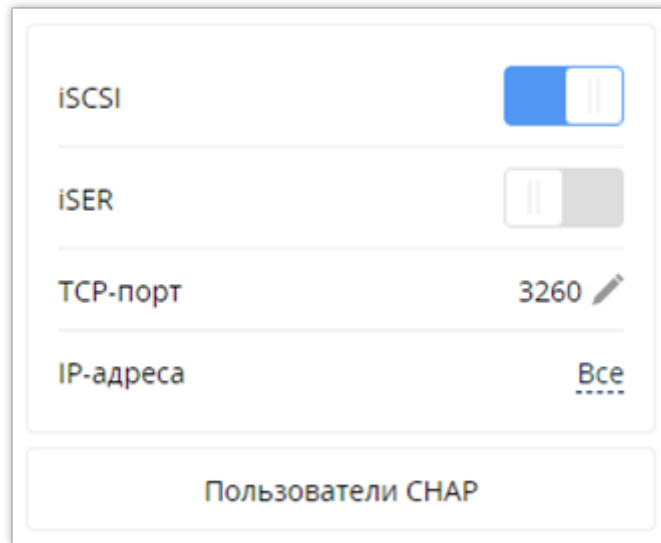 iSCSI
iSER
TCP-порт 3260
IP-адреса Все
Пользователи CHAP